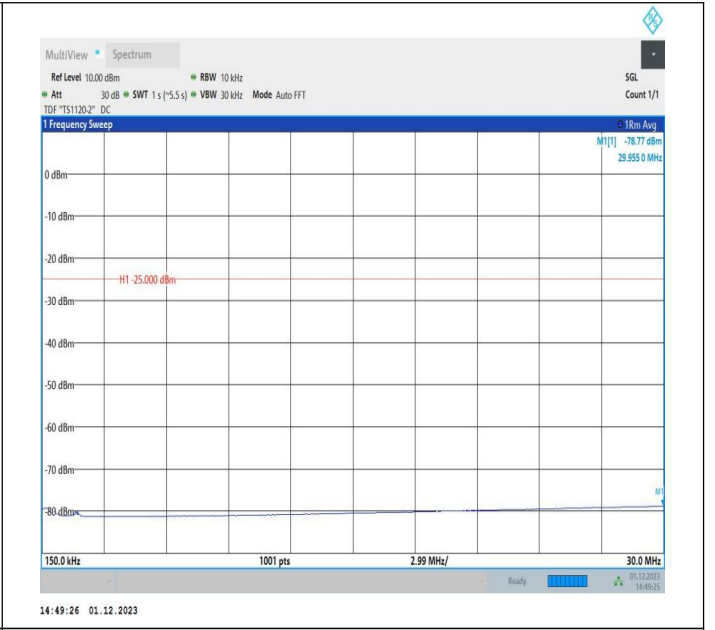 MultiView Spectrum
Ref Level 10.00 dBm RBW 10 kHz SGL
Att 30 dB SWT 1 s (~5.5 s) VBW 30 kHz Mode Auto FFT Count 1/1
TDF "TS1120-2" DC
1 Frequency Sweep 1Rm Avg
M1[1] -78.77 dBm
29.955 0 MHz
0 dBm
-10 dBm
-20 dBm
H1 -25.000 dBm
-30 dBm
-40 dBm
-50 dBm
-60 dBm
-70 dBm
M1
-80 dBm
150.0 kHz 1001 pts 2.99 MHz/ 30.0 MHz
Ready 01.12.2023
14:49:25
14:49:26 01.12.2023